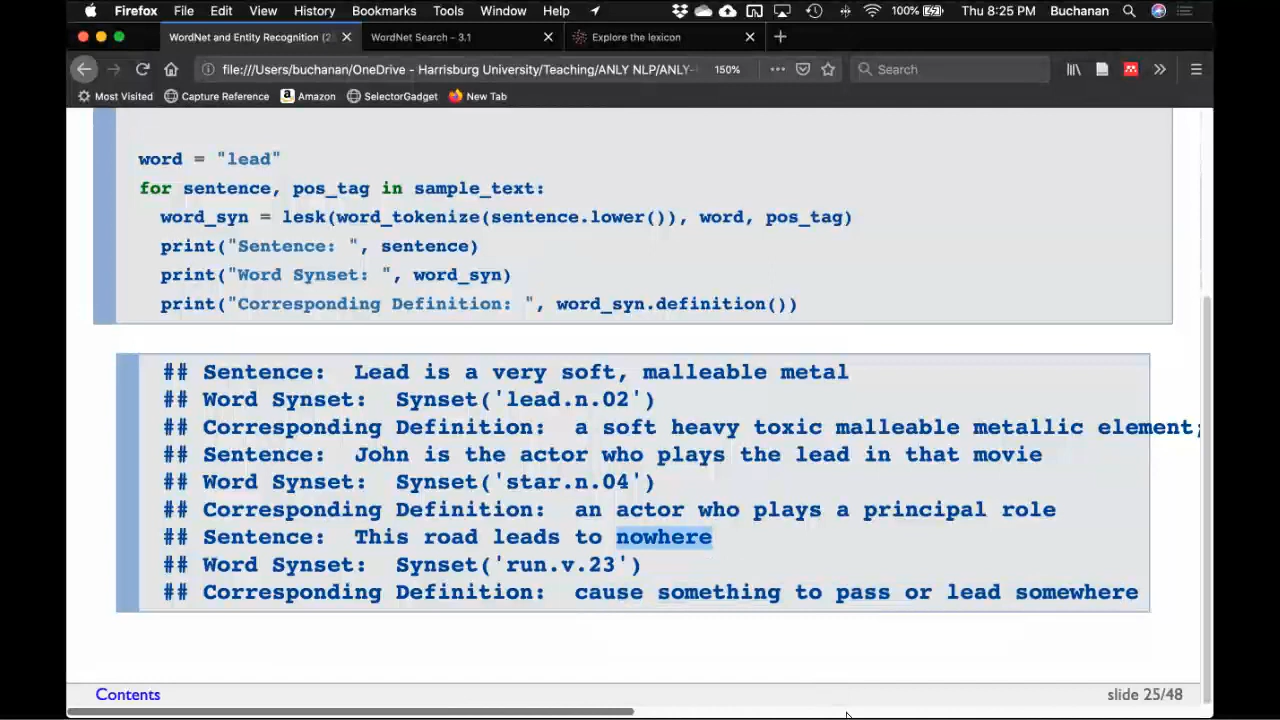 Firefox File Edit View History Bookmarks Tools Window Help 100% Thu 8:25 PM Buchanan
WordNet and Entity Recognition (2 WordNet Search - 3.1 Explore the lexicon
file:///Users/buchanan/OneDrive - Harrisburg University/Teaching/ANLY NLP/ANLY- 150% Search
Most Visited Capture Reference Amazon SelectorGadget New Tab
word = "lead"
for sentence, pos_tag in sample_text:
word_syn = lesk(word_tokenize(sentence.lower()), word, pos_tag)
print("Sentence: ", sentence)
print("Word Synset: ", word_syn)
print("Corresponding Definition: ", word_syn.definition())
## Sentence: Lead is a very soft, malleable metal
## Word Synset: Synset('lead.n.02')
## Corresponding Definition: a soft heavy toxic malleable metallic element;
## Sentence: John is the actor who plays the lead in that movie
## Word Synset: Synset('star.n.04')
## Corresponding Definition: an actor who plays a principal role
## Sentence: This road leads to nowhere
## Word Synset: Synset('run.v.23')
## Corresponding Definition: cause something to pass or lead somewhere
Contents slide 25/48